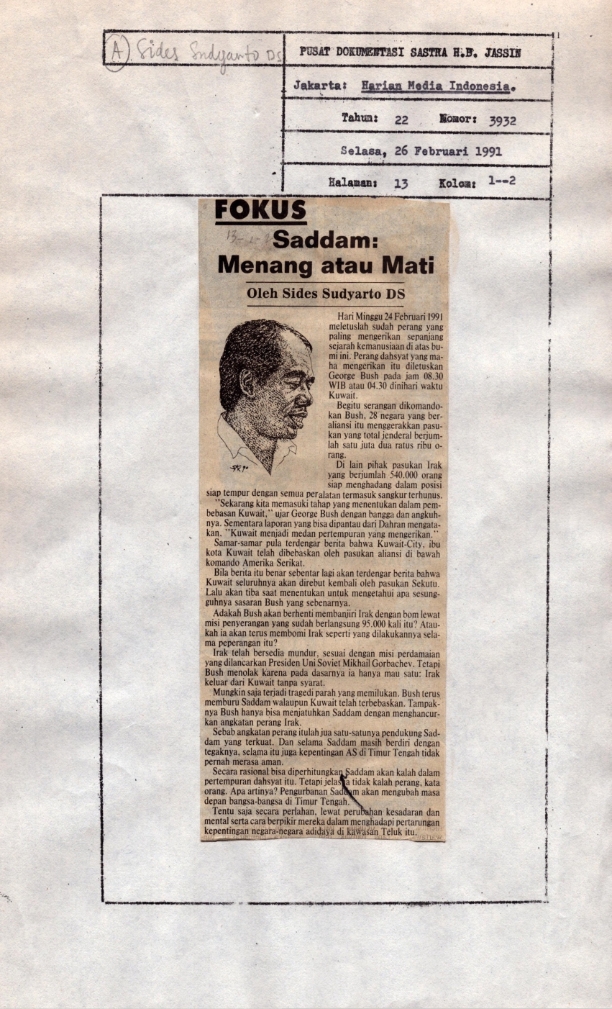 (A) Sides Sudyanto DS
PUSAT DOKUMENTASI SASTRA H.B. JASSIN
Jakarta: Harian Media Indonesia.
Tahun: 22 Nomor: 3932
Selasa, 26 Februari 1991
Halaman: 13 Kolom: 1--2
FOKUS
Saddam:
Menang atau Mati
Oleh Sides Sudyarto DS
Hari Minggu 24 Februari 1991
meletuslah sudah perang yang
paling mengerikan sepanjang
sejarah kemanusiaan di atas bu-
mi ini. Perang dahsyat yang ma-
ha mengerikan itu diletuskan
George Bush pada jam 08.30
WIB atau 04.30 dinihari waktu
Kuwait.
Begitu serangan dikomando-
kan Bush, 28 negara yang ber-
aliansi itu menggerakkan pasu-
kan yang total jenderal berjum-
lah satu juta dua ratus ribu o-
rang.
Di lain pihak pasukan Irak
yang berjumlah 540.000 orang
siap menghadang dalam posisi
siap tempur dengan semua peralatan termasuk sangkur terhunus.
"Sekarang kita memasuki tahap yang menentukan dalam pem-
bebasan Kuwait," ujar George Bush dengan bangga dan angkuh-
nya. Sementara laporan yang bisa dipantau dari Dahran mengata-
kan. "Kuwait menjadi medan pertempuran yang mengerikan."
Samar-samar pula terdengar berita bahwa Kuwait-City, ibu
kota Kuwait telah dibebaskan oleh pasukan aliansi di bawah
komando Amerika Serikat.
Bila berita itu benar sebentar lagi akan terdengar berita bahwa
Kuwait seluruhnya akan direbut kembali oleh pasukan Sekutu.
Lalu akan tiba saat menentukan untuk mengetahui apa sesung-
guhnya sasaran Bush yang sebenarnya.
Adakah Bush akan berhenti membanjiri Irak dengan bom lewat
misi penyerangan yang sudah berlangsung 95.000 kali itu? Atau-
kah ia akan terus membomi Irak seperti yang dilakukannya sela-
ma peperangan itu?
Irak telah bersedia mundur, sesuai dengan misi perdamaian
yang dilancarkan Presiden Uni Soviet Mikhail Gorbachev. Tetapi
Bush menolak karena pada dasarnya ia hanya mau satu: Irak
keluar dari Kuwait tanpa syarat.
Mungkin saja terjadi tragedi parah yang memilukan. Bush terus
memburu Saddam walaupun Kuwait telah terbebaskan. Tampak-
nya Bush hanya bisa menjatuhkan Saddam dengan menghancur-
kan angkatan perang Irak.
Sebab angkatan perang itulah jua satu-satunya pendukung Sad-
dam yang terkuat. Dan selama Saddam masih berdiri dengan
tegaknya, selama itu juga kepentingan AS di Timur Tengah tidak
pernah merasa aman.
Secara rasional bisa diperhitungkan Saddam akan kalah dalam
pertempuran dahsyat itu. Tetapi jelas ia tidak kalah perang, kata
orang. Apa artinya? Pengurbanan Saddam akan mengubah masa
depan bangsa-bangsa di Timur Tengah.
Tentu saja secara perlahan, lewat perubahan kesadaran dan
mental serta cara berpikir mereka dalam menghadapi pertarungan
kepentingan negara-negara adidaya di kawasan Teluk itu.